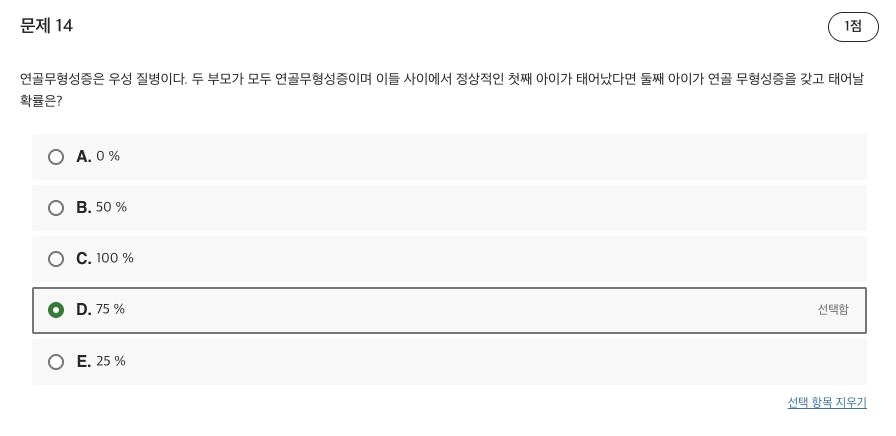 문제 14
1점
연골무형성증은 우성 질병이다. 두 부모가 모두 연골무형성증이며 이들 사이에서 정상적인 첫째 아이가 태어났다면 둘째 아이가 연골 무형성증을 갖고 태어날
확률은?
A. 0 %
B. 50 %
C. 100 %
D. 75 %
선택함
E. 25 %
선택 항목 지우기